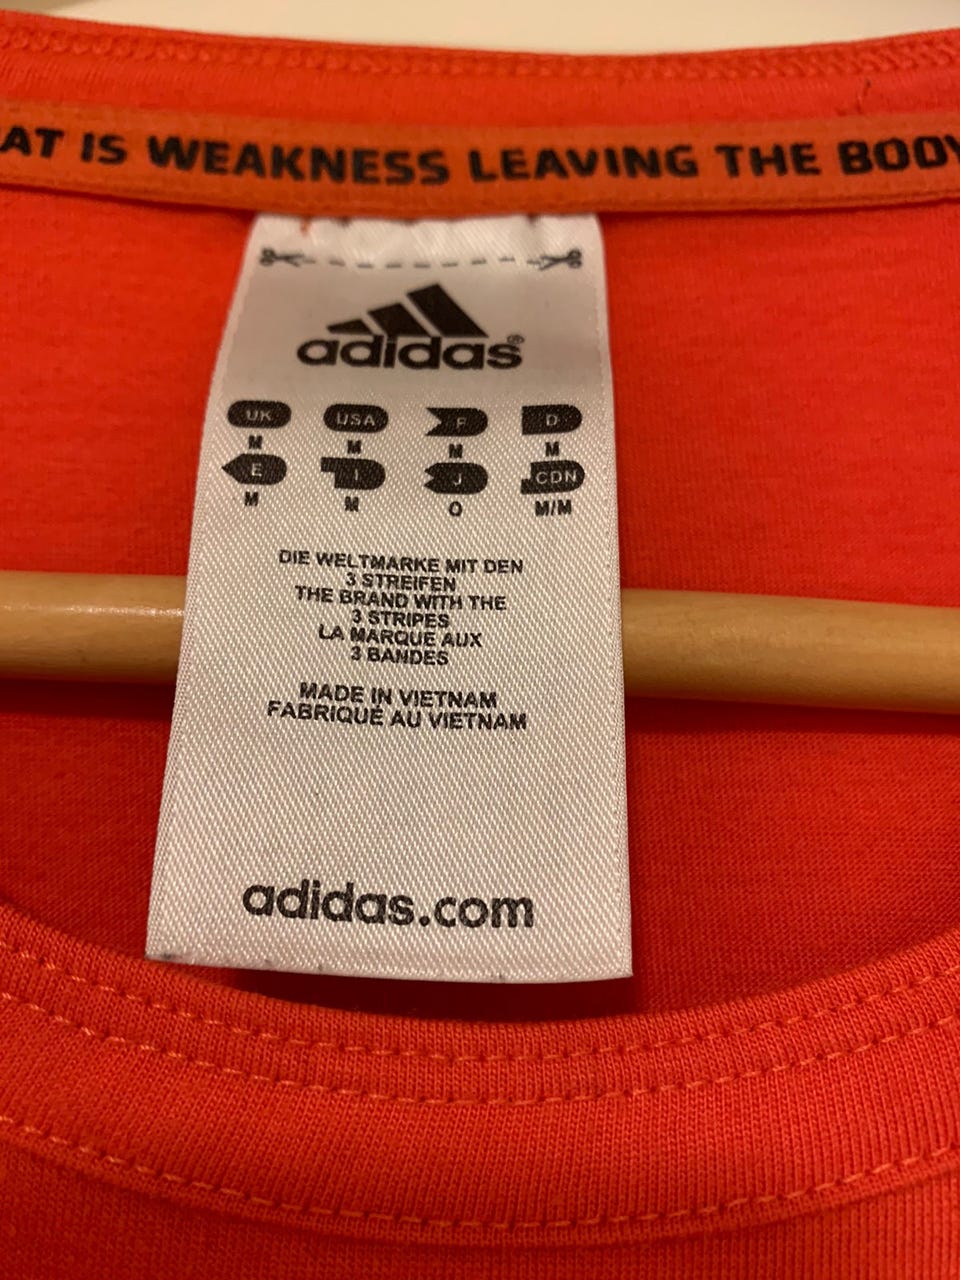 AT IS WEAKNESS LEAVING THE BODY
adidas®
UK USA F D
M M M M
E I J CDN
M M O M/M
DIE WELTMARKE MIT DEN
3 STREIFEN
THE BRAND WITH THE
3 STRIPES
LA MARQUE AUX
3 BANDES
MADE IN VIETNAM
FABRIQUÉ AU VIETNAM
adidas.com